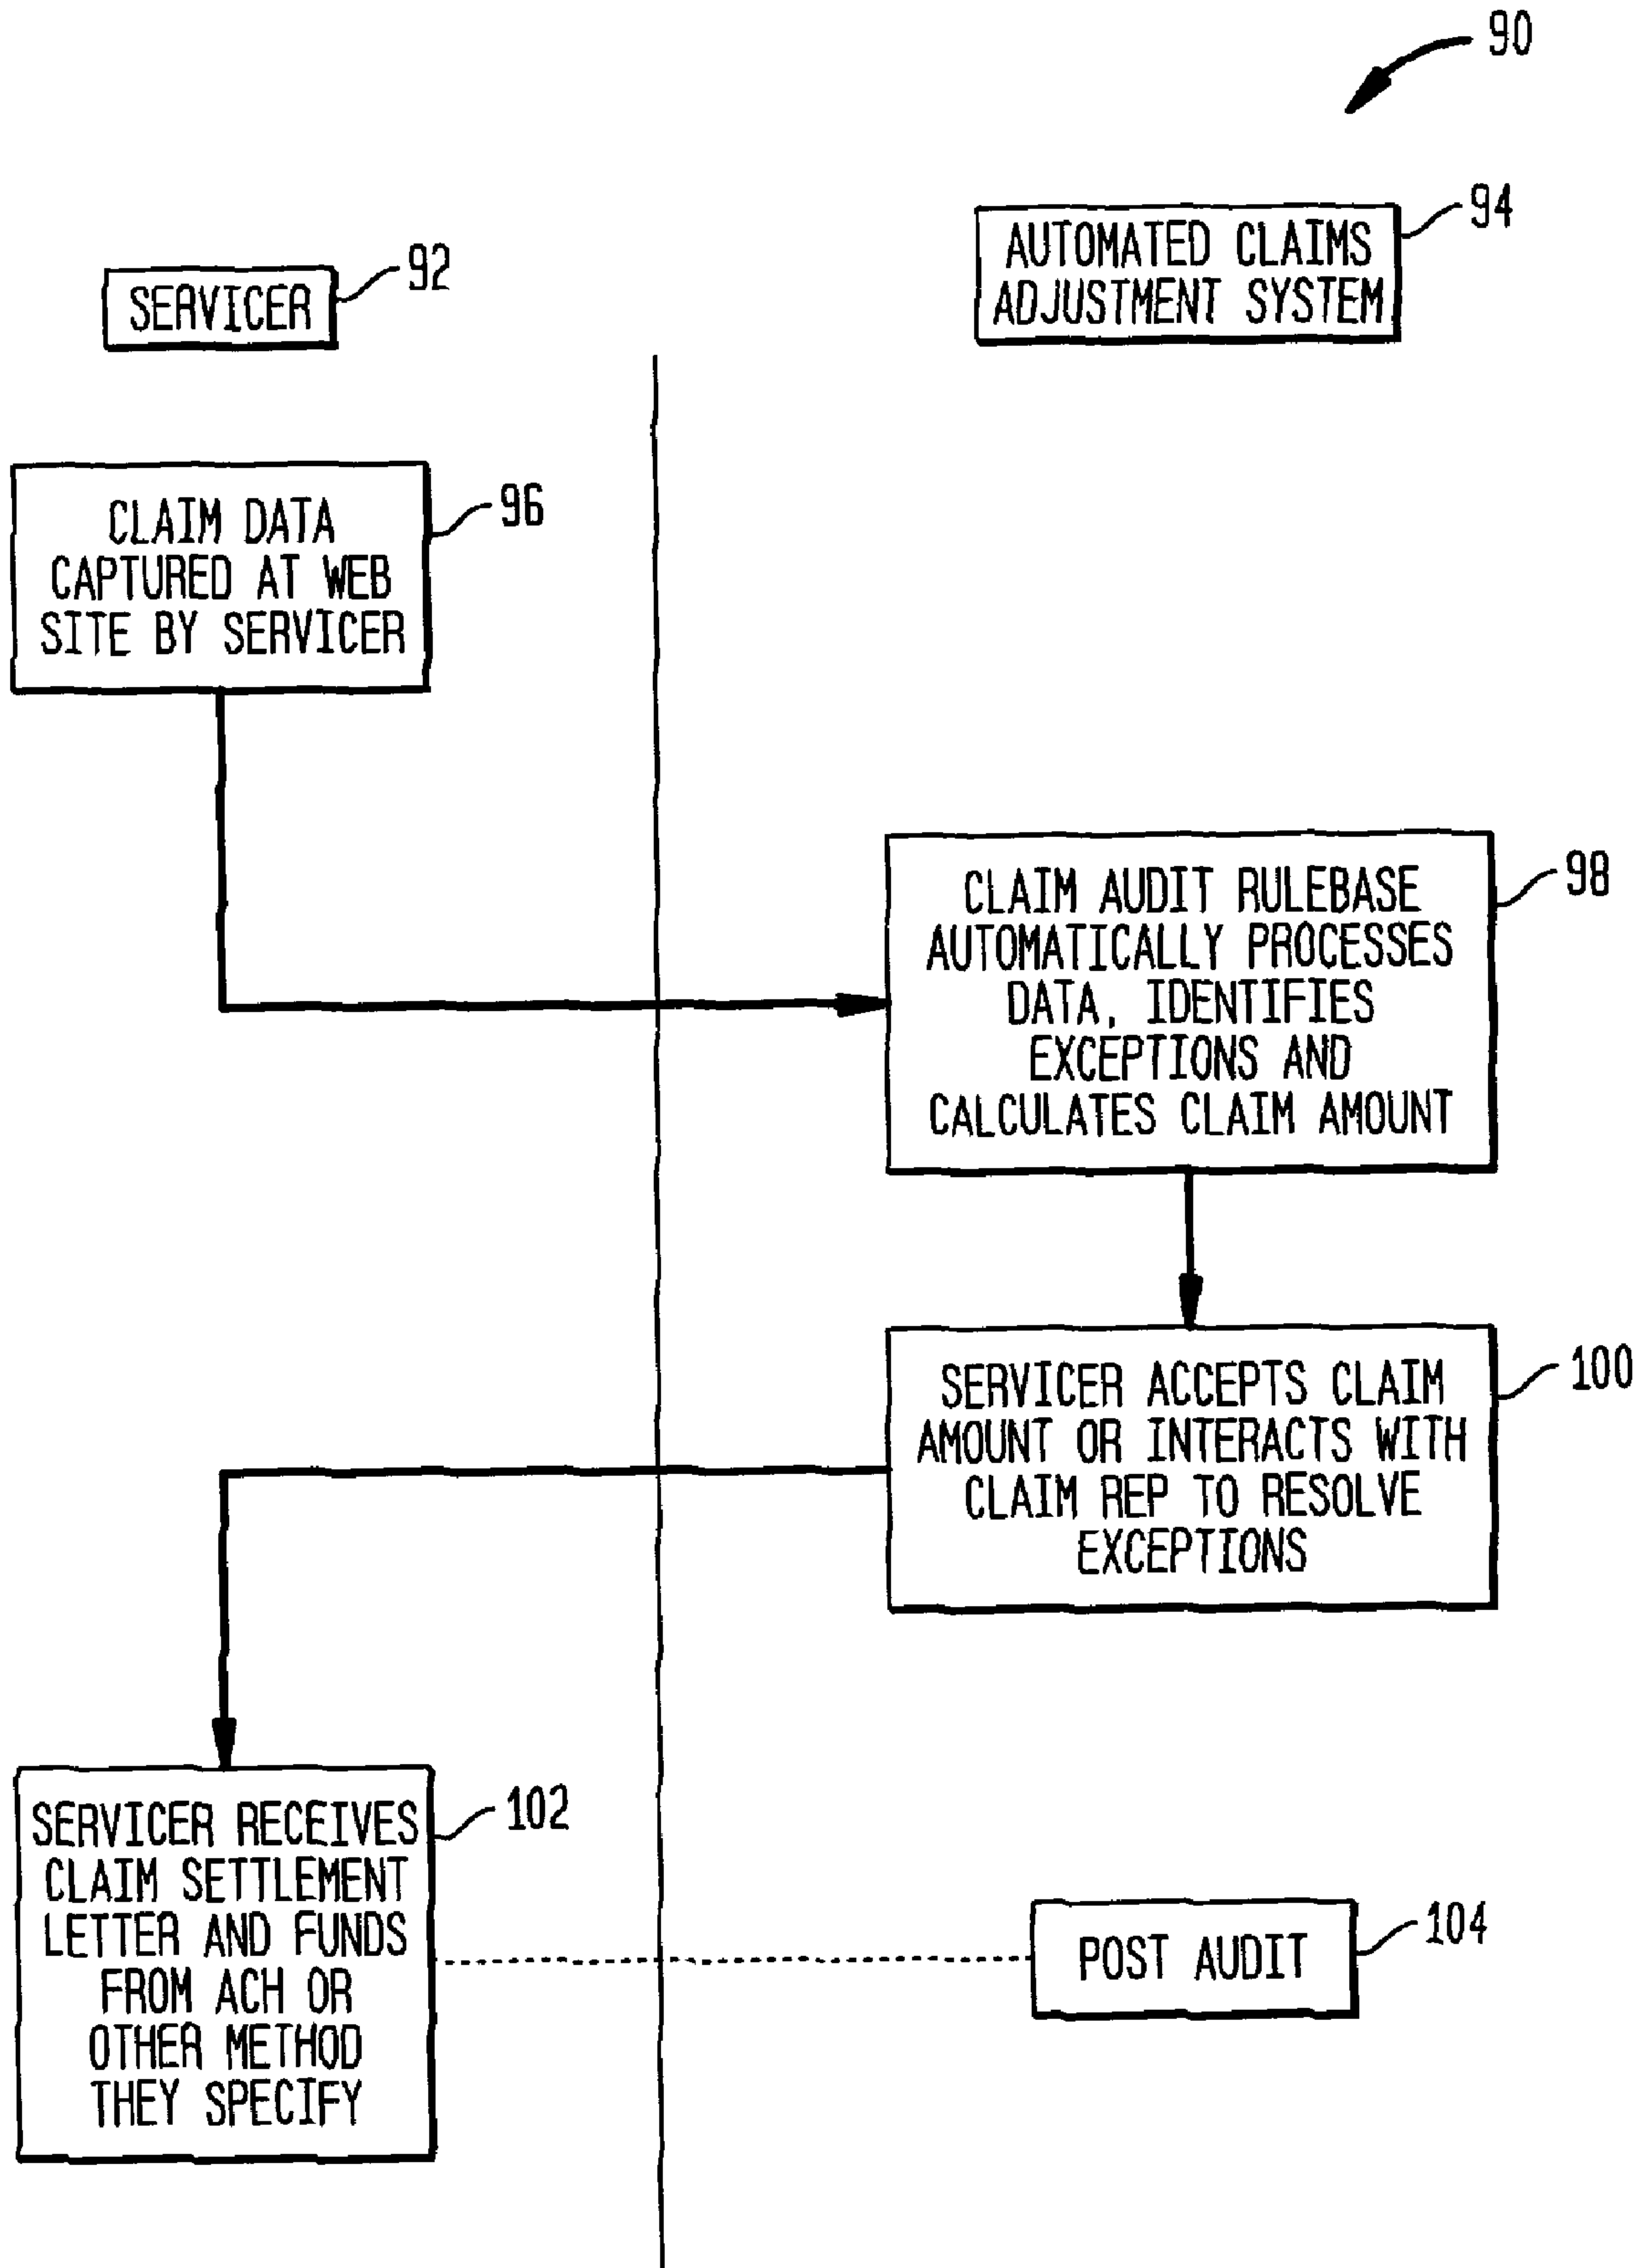 90
94
AUTOMATED CLAIMS
ADJUSTMENT SYSTEM
92
SERVICER
96
CLAIM DATA
CAPTURED AT WEB
SITE BY SERVICER
98
CLAIM AUDIT RULEBASE
AUTOMATICALLY PROCESSES
DATA, IDENTIFIES
EXCEPTIONS AND
CALCULATES CLAIM AMOUNT
100
SERVICER ACCEPTS CLAIM
AMOUNT OR INTERACTS WITH
CLAIM REP TO RESOLVE
EXCEPTIONS
102
SERVICER RECEIVES
CLAIM SETTLEMENT
LETTER AND FUNDS
FROM ACH OR
OTHER METHOD
THEY SPECIFY
104
POST AUDIT